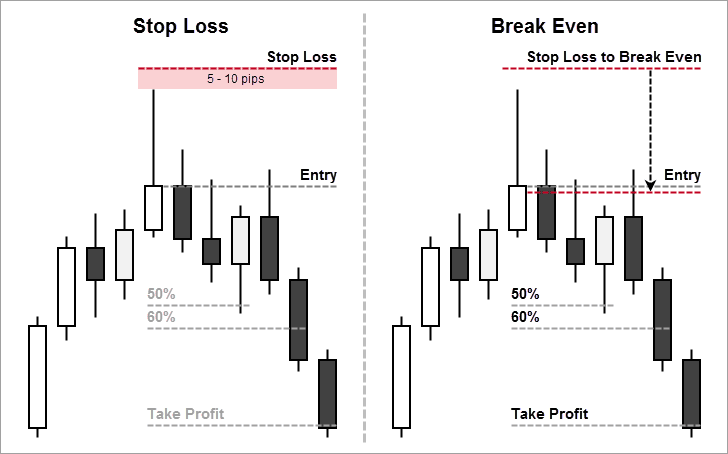 Stop Loss
Stop Loss
5 - 10 pips
Entry
50%
60%
Take Profit
Break Even
Stop Loss to Break Even
Entry
50%
60%
Take Profit